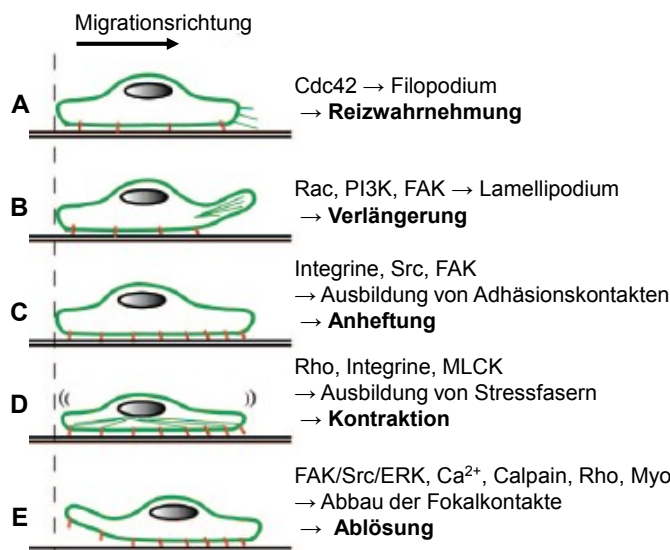 Migrationsrichtung
A
Cdc42 → Filopodium
→ Reizwahrnehmung
B
Rac, PI3K, FAK → Lamellipodium
→ Verlängerung
C
Integrine, Src, FAK
→ Ausbildung von Adhäsionskontakten
→ Anheftung
D
Rho, Integrine, MLCK
→ Ausbildung von Stressfasern
→ Kontraktion
E
FAK/Src/ERK, Ca²⁺, Calpain, Rho, Myo
→ Abbau der Fokalkontakte
→ Ablösung